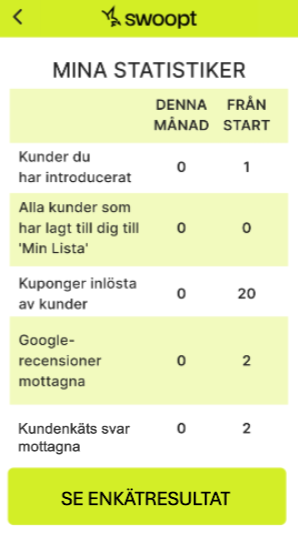 swoopt
MINA STATISTIKER
DENNA FRÅN
MÅNAD START
Kunder du
har introducerat 0 1
Alla kunder som
har lagt till dig till 0 0
'Min Lista'
Kuponger inlösta
av kunder 0 20
Google-
recensioner 0 2
mottagna
Kundenkäts svar 0 2
mottagna
SE ENKÄTRESULTAT